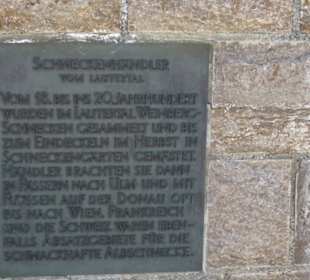 SCHNECKENHÄNDLER
VOM LAUTERTAL
VOM 18. BIS INS 20. JAHRHUNDERT
WURDEN IM LAUTERTAL WEINBERG-
SCHNECKEN GESAMMELT UND BIS
ZUM EINDECKELN IM HERBST IN
SCHNECKENGÄRTEN GEMÄSTET.
HÄNDLER BRACHTEN SIE DANN
IN FÄSSERN NACH ULM UND MIT
FLÖSSEN AUF DER DONAU OFT
BIS NACH WIEN. FRANKREICH
UND DIE SCHWEIZ WAREN EBEN-
FALLS ABSATZGEBIETE FÜR DIE
SCHMACKHAFTE ALBSCHNECKE.